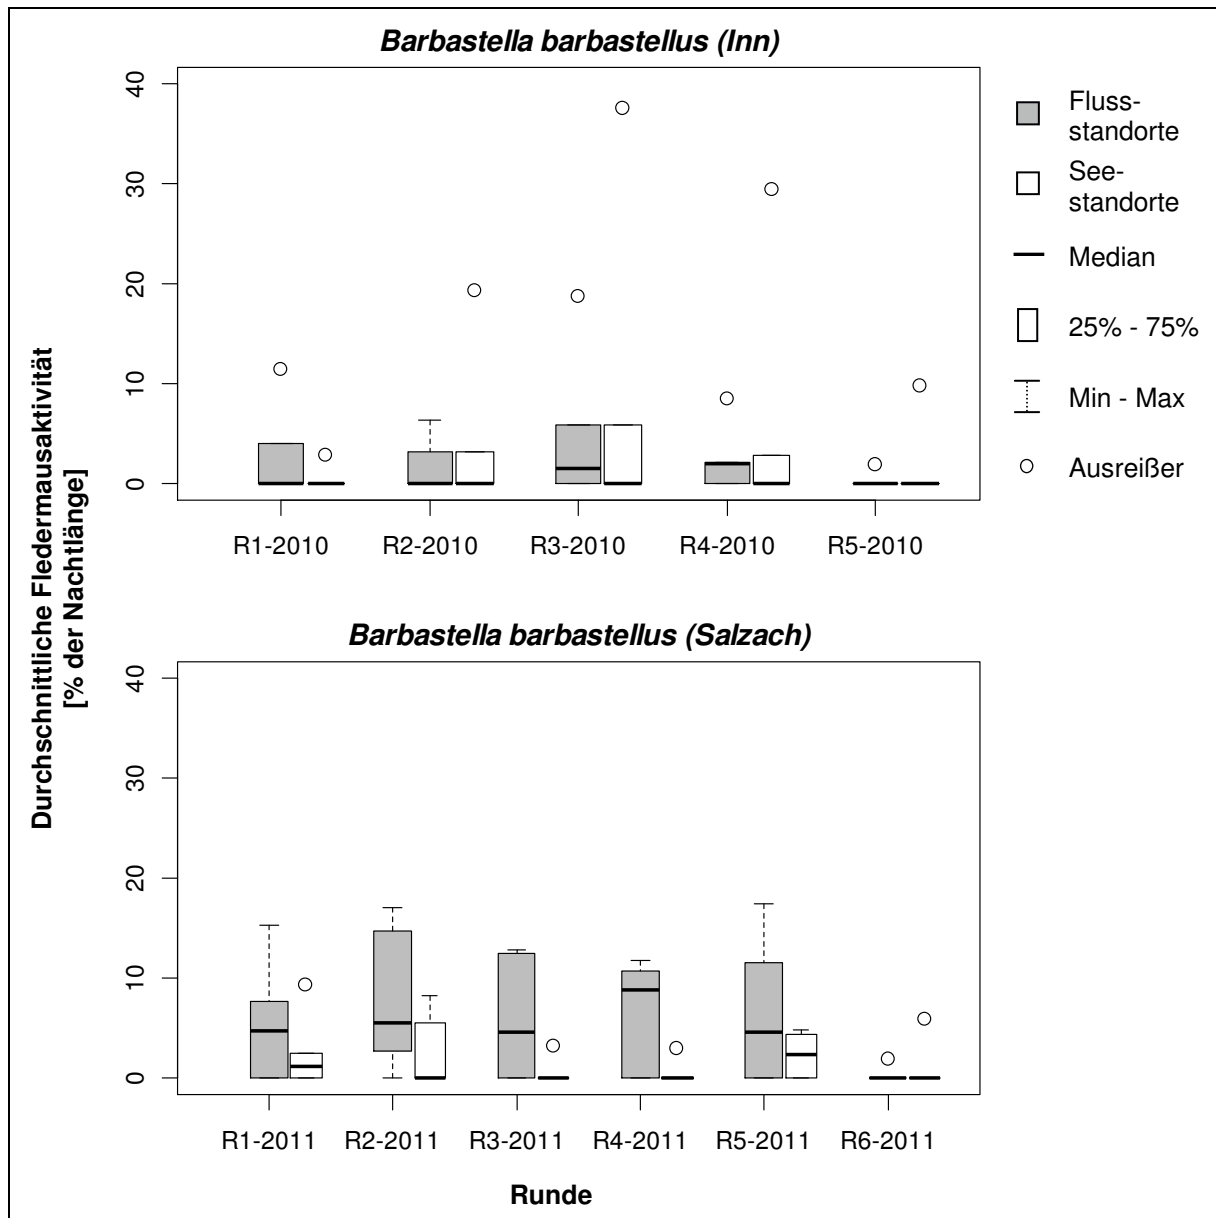 Barbastella barbastellus (Inn)
40
30
20
10
0
R1-2010 R2-2010 R3-2010 R4-2010 R5-2010
Fluss-
standorte
See-
standorte
Median
25% - 75%
Min - Max
Ausreißer
Durchschnittliche Fledermausaktivität
[% der Nachtlänge]
Barbastella barbastellus (Salzach)
40
30
20
10
0
R1-2011 R2-2011 R3-2011 R4-2011 R5-2011 R6-2011
Runde